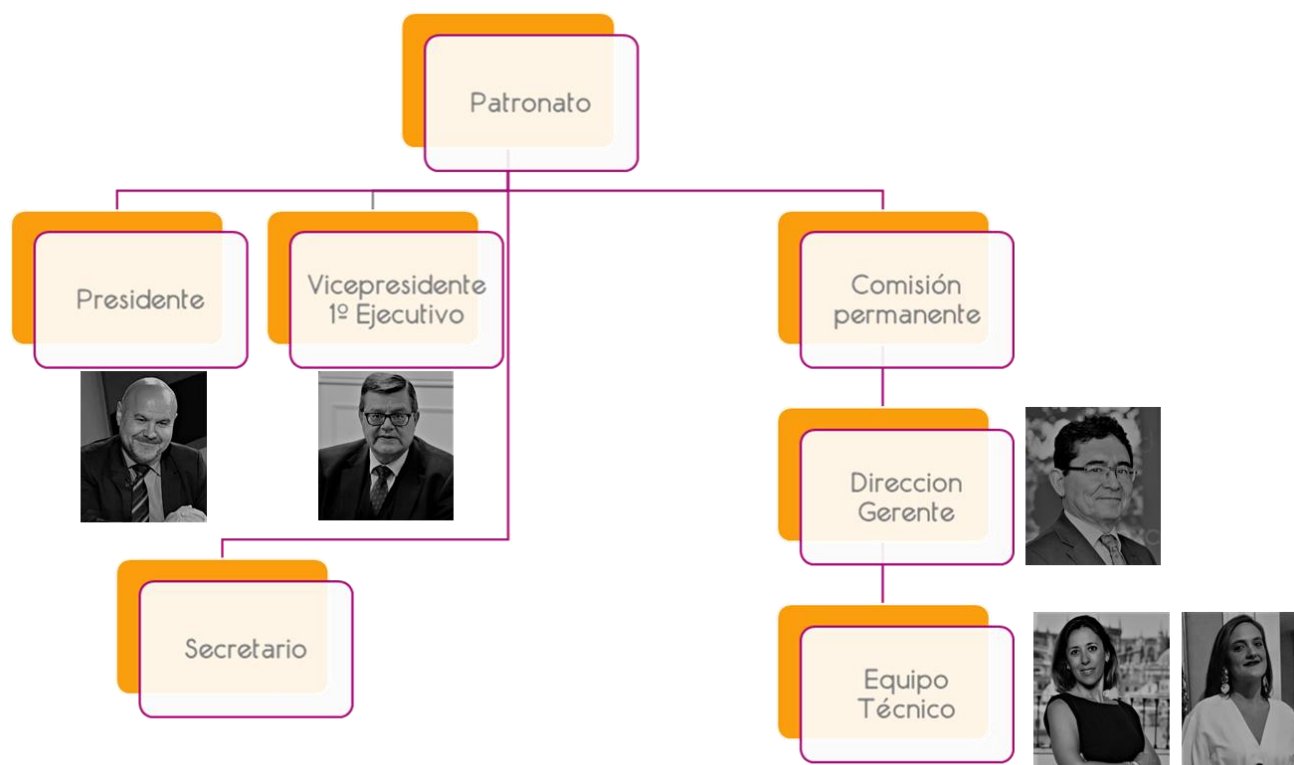 Patronato
Presidente
Vicepresidente
1º Ejecutivo
Comisión
permanente
Direccion
Gerente
Secretario
Equipo
Técnico